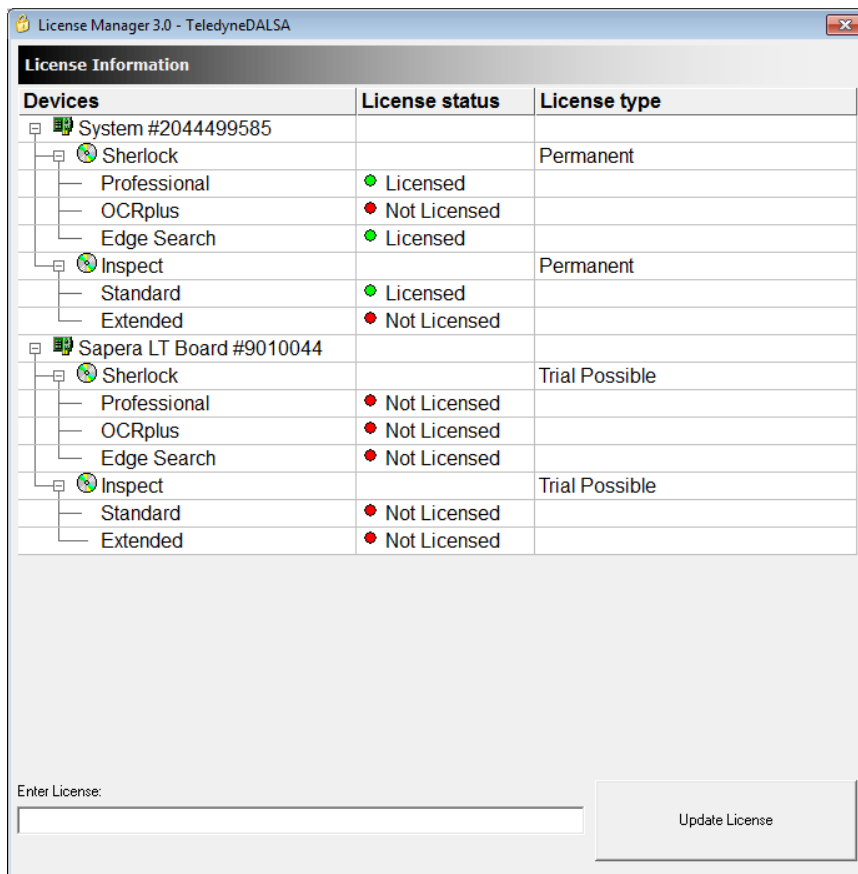 License Manager 3.0 - TeledyneDALSA
License Information
Devices License status License type
System #2044499585
Sherlock Permanent
Professional Licensed
OCRplus Not Licensed
Edge Search Licensed
Inspect Permanent
Standard Licensed
Extended Not Licensed
Sapera LT Board #9010044
Sherlock Trial Possible
Professional Not Licensed
OCRplus Not Licensed
Edge Search Not Licensed
Inspect Trial Possible
Standard Not Licensed
Extended Not Licensed
Enter License:
Update License